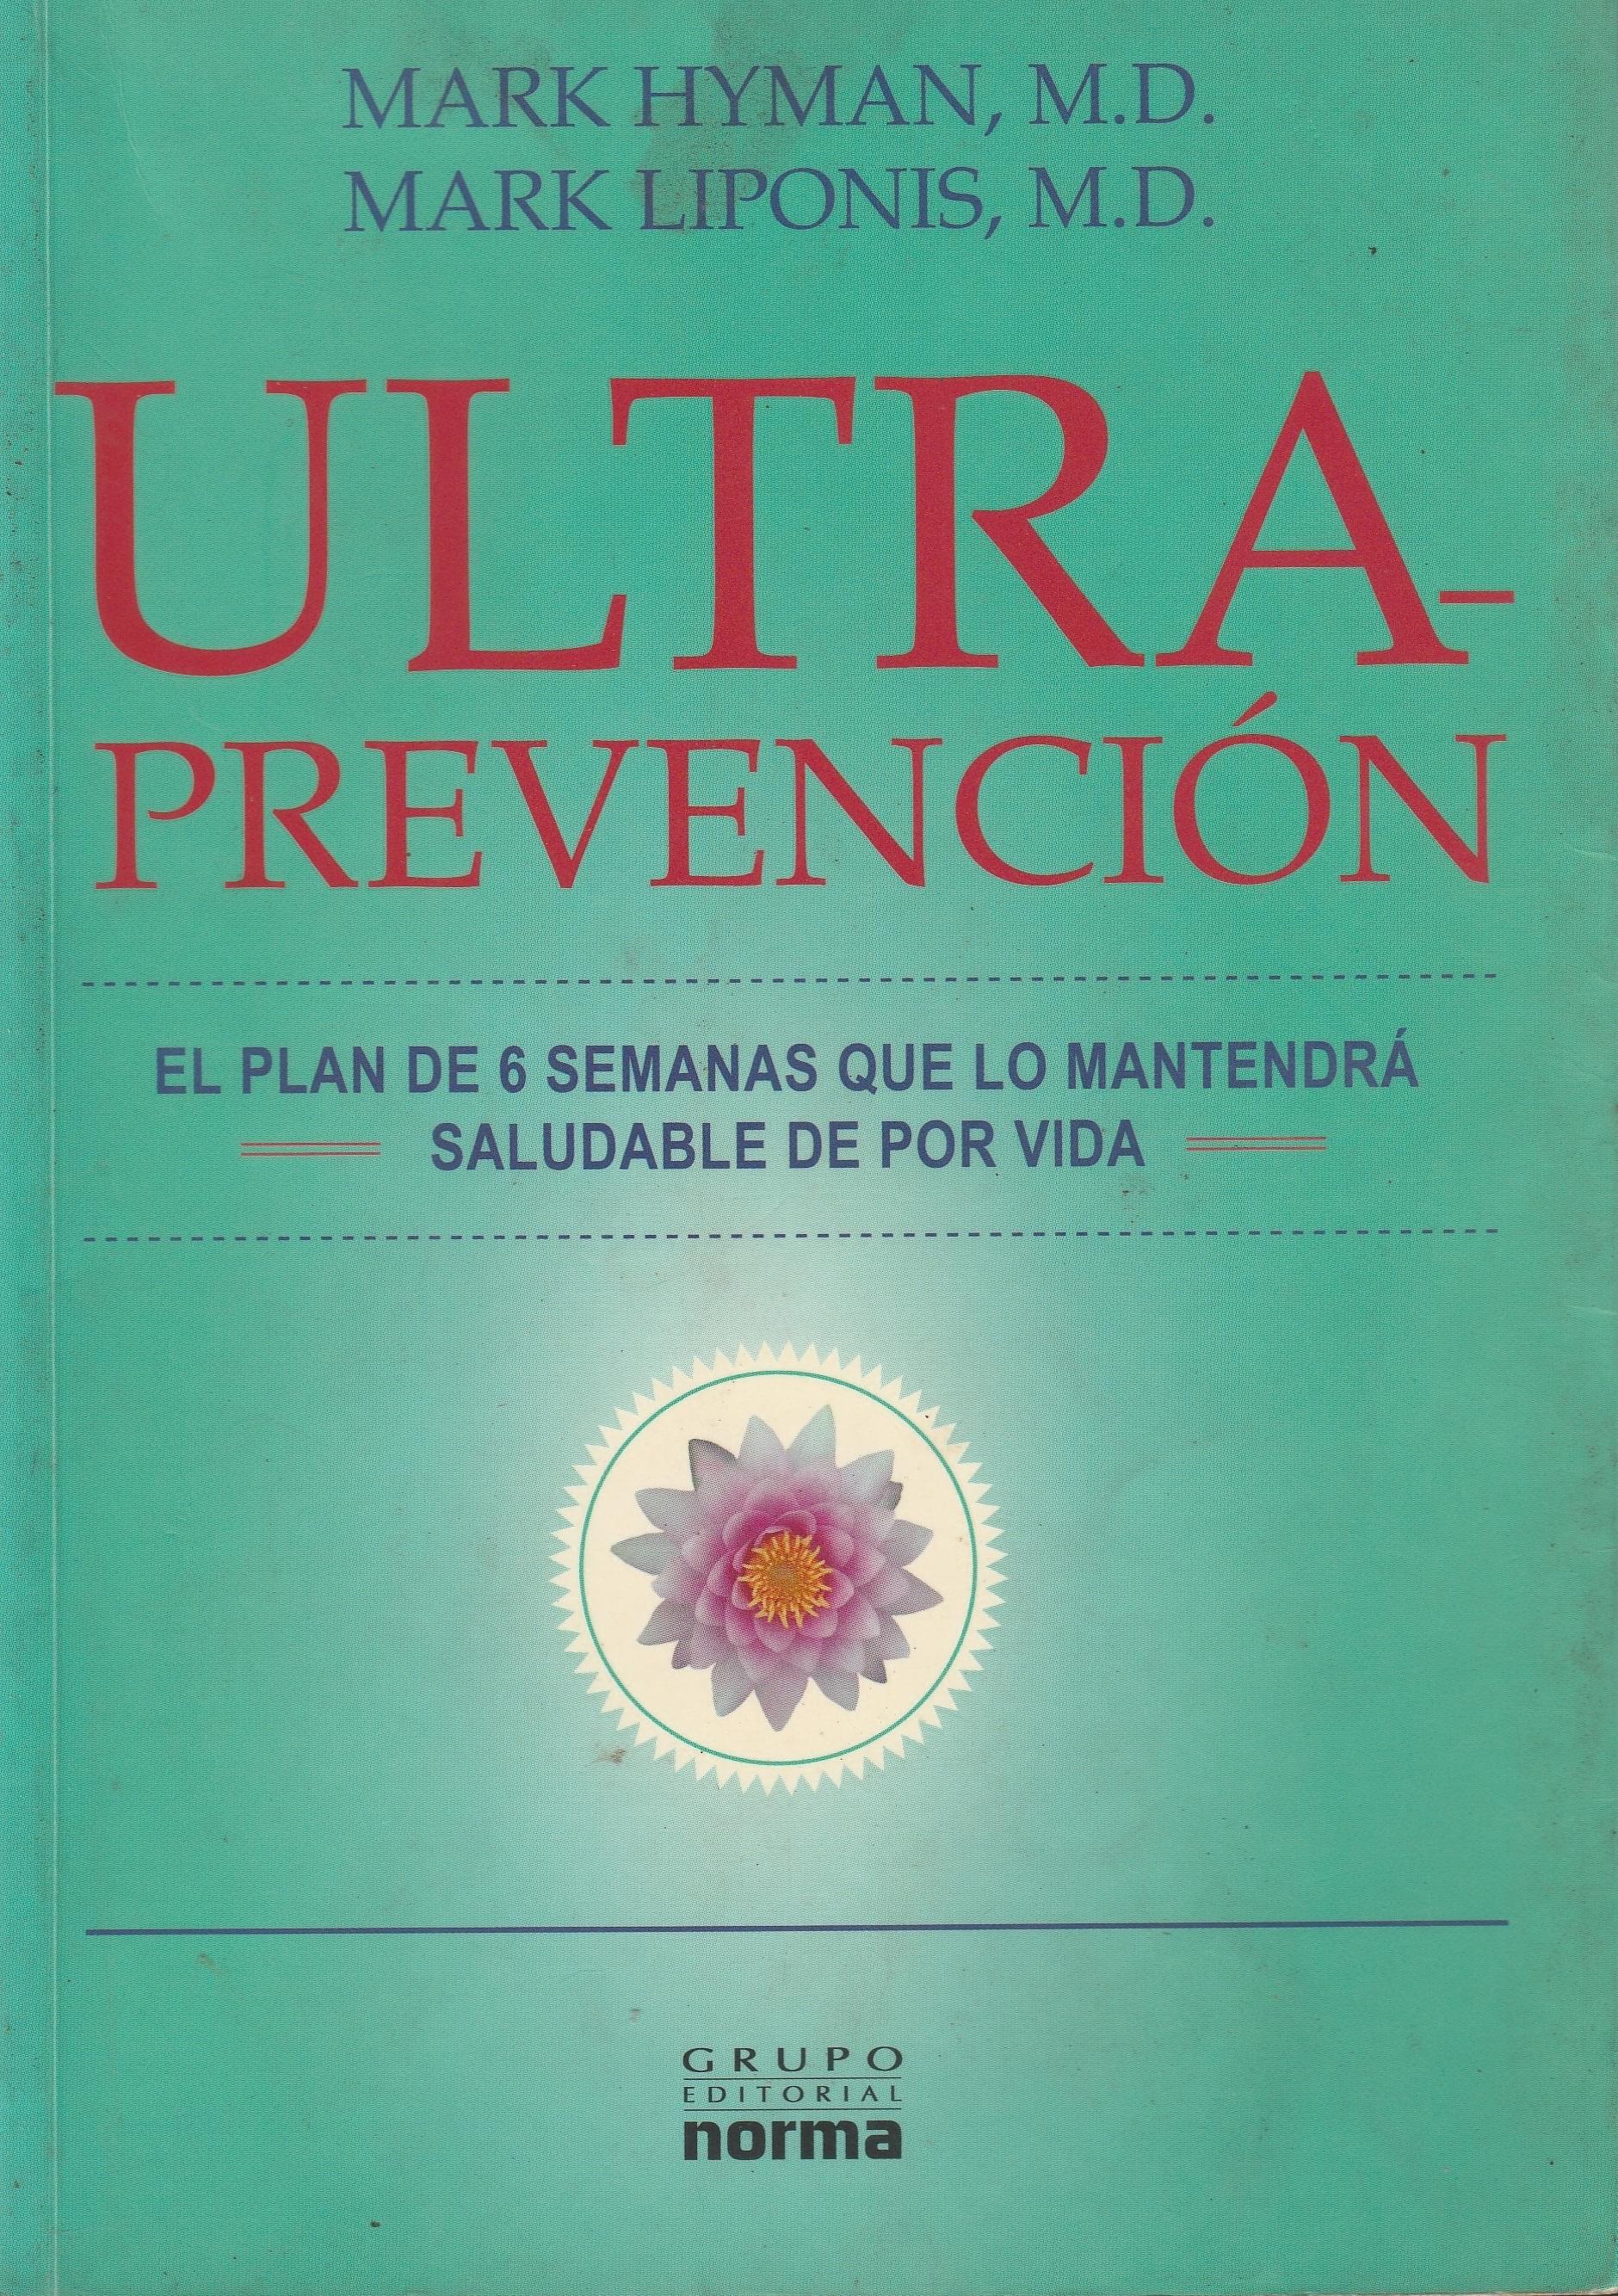 MARK HYMAN, M.D.
MARK LIPONIS, M.D.
ULTRA-
PREVENCIÓN
EL PLAN DE 6 SEMANAS QUE LO MANTENDRÁ
SALUDABLE DE POR VIDA
GRUPO
EDITORIAL
norma